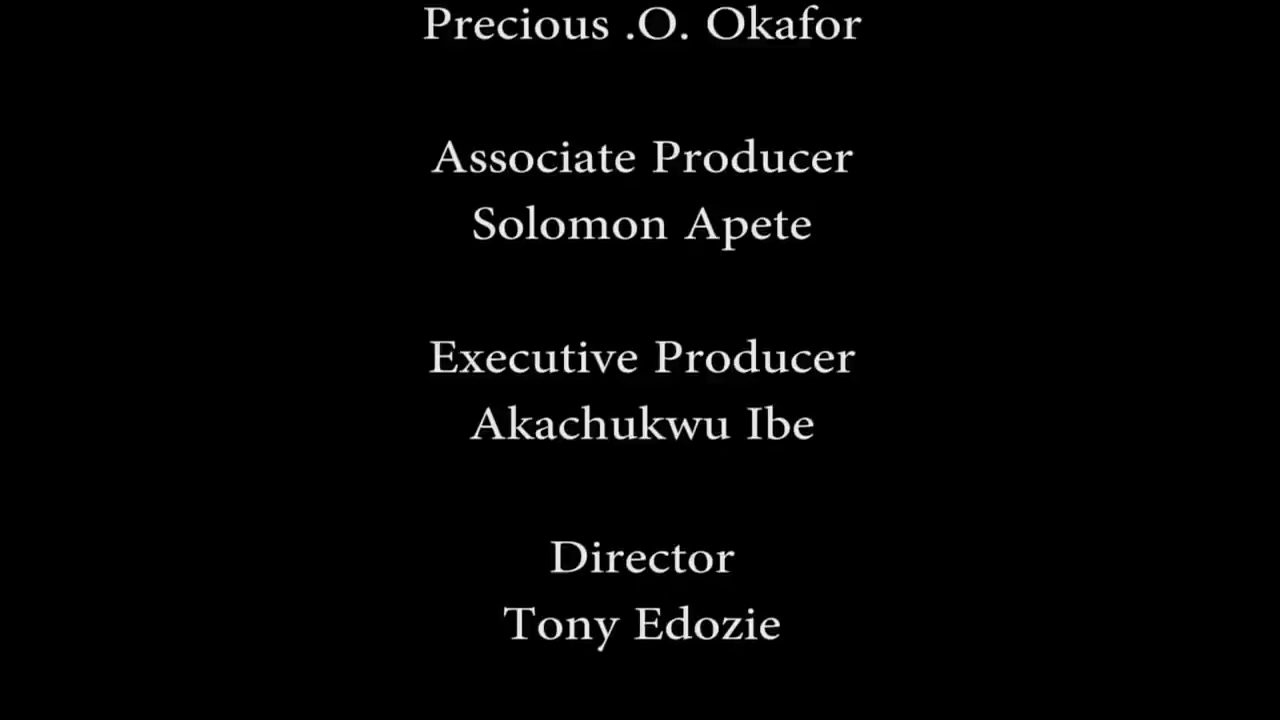 Precious .O. Okafor
Associate Producer
Solomon Apete
Executive Producer
Akachukwu Ibe
Director
Tony Edozie